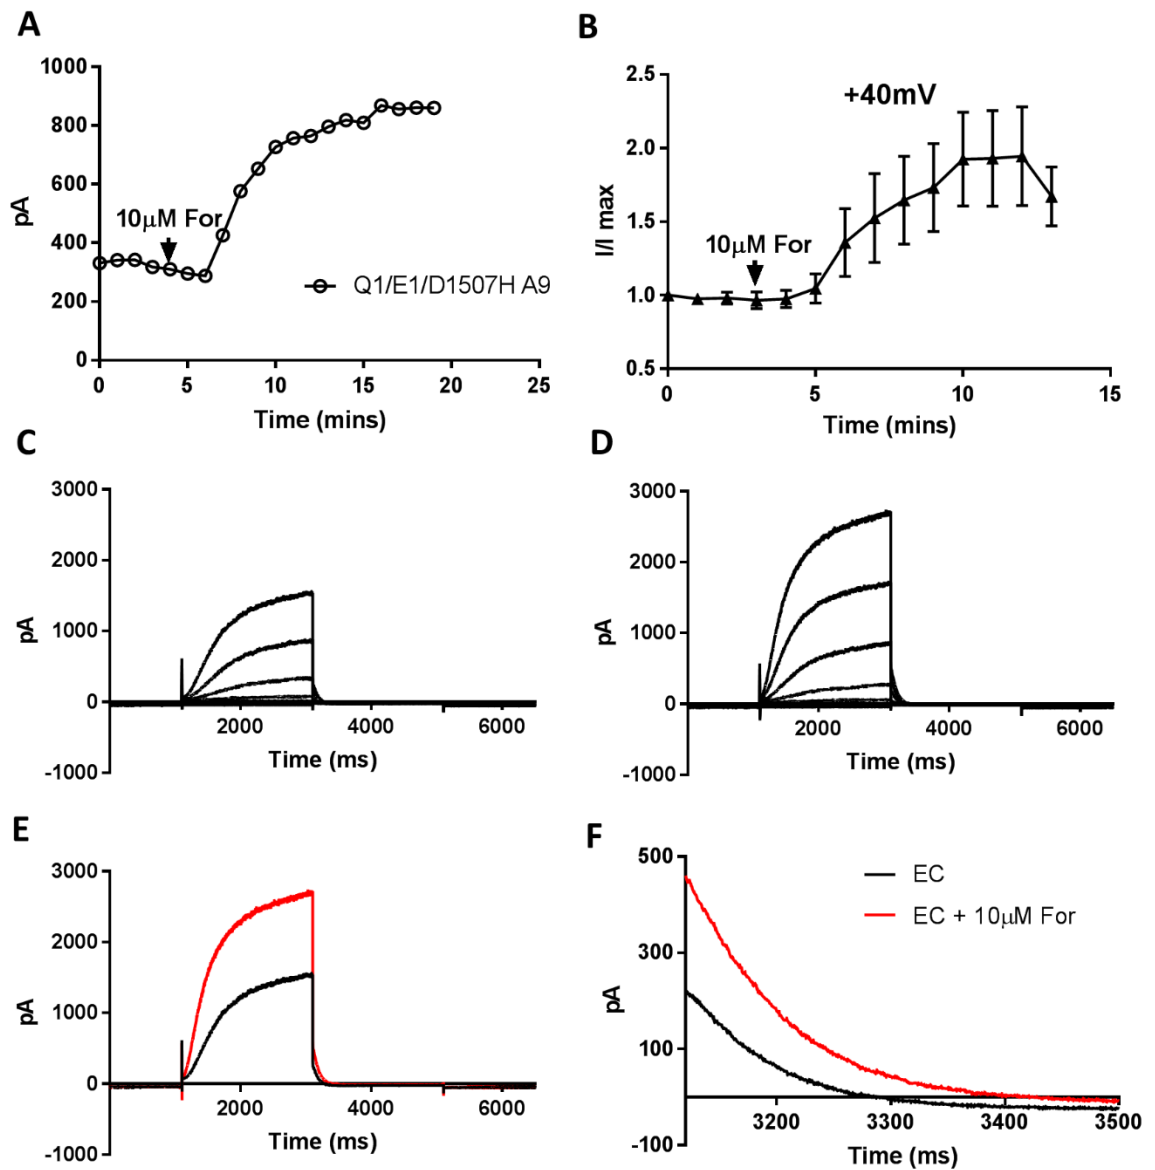 A
1000
800
600
400
200
0
pA
10μM For
Q1/E1/D1507H A9
0 5 10 15 20 25
Time (mins)
B
2.5
2.0
1.5
1.0
0.5
I/I max
+40mV
10μM For
0 5 10 15
Time (mins)
C
3000
2000
1000
0
-1000
pA
2000 4000 6000
Time (ms)
D
3000
2000
1000
0
-1000
pA
2000 4000 6000
Time (ms)
E
3000
2000
1000
0
-1000
pA
2000 4000 6000
Time (ms)
F
500
300
100
-100
pA
EC
EC + 10μM For
3200 3300 3400 3500
Time (ms)